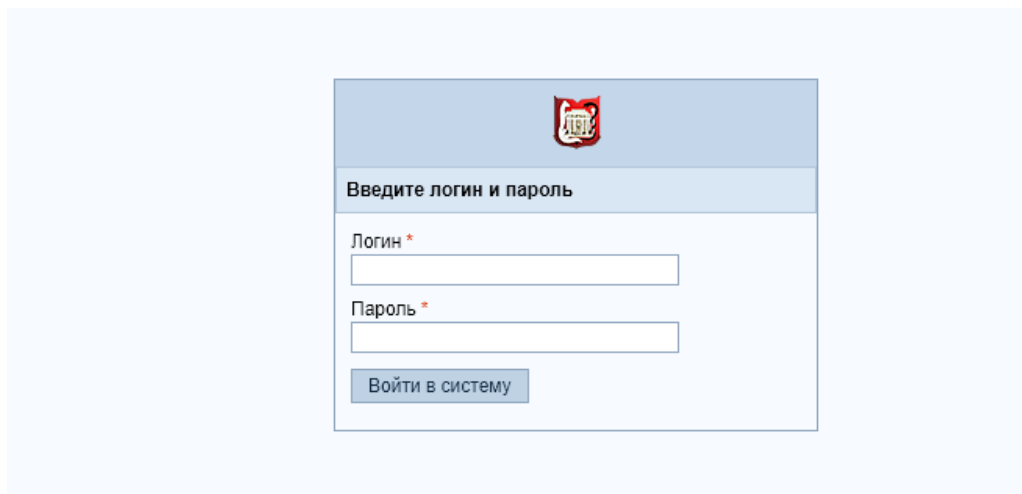 Введите логин и пароль
Логин *
Пароль *
Войти в систему